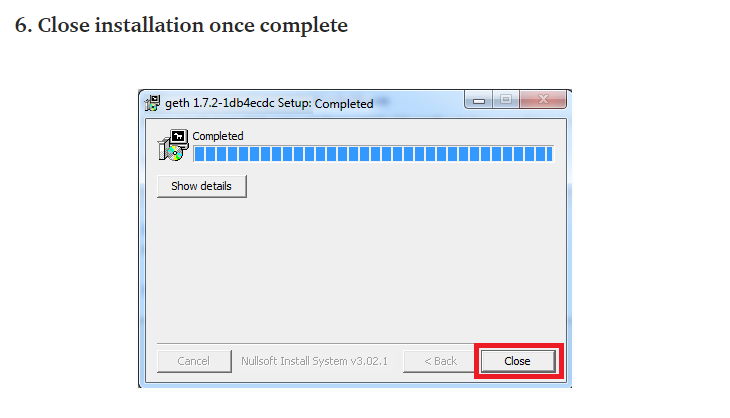 6. Close installation once complete
geth 1.7.2-1db4ecdc Setup: Completed
Completed
Show details
Cancel
Nullsoft Install System v3.02.1
< Back
Close